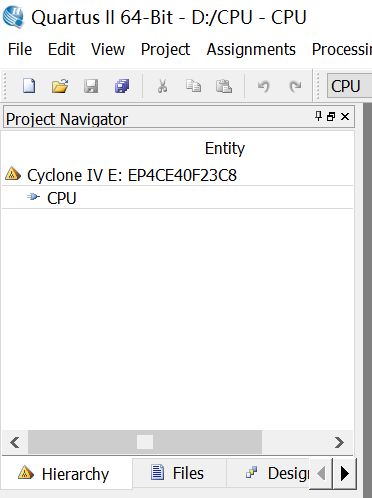 Quartus II 64-Bit - D:/CPU - CPU
File Edit View Project Assignments Processin
CPU
Project Navigator
Entity
Cyclone IV E: EP4CE40F23C8
CPU
Hierarchy Files Design